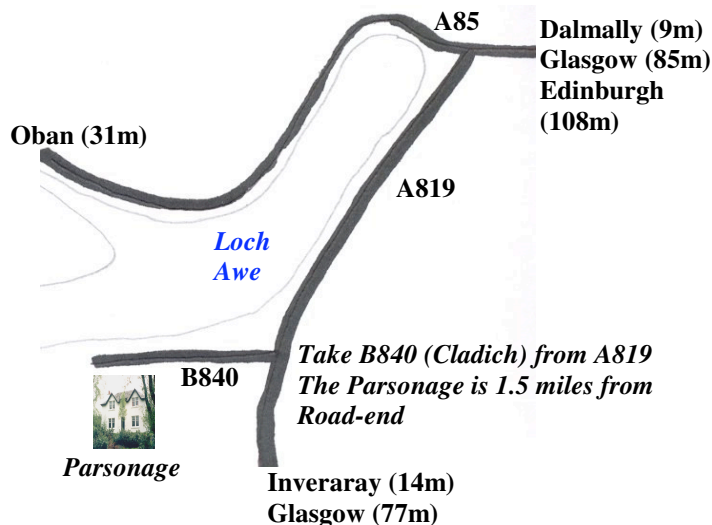 A85
Dalmally (9m)
Glasgow (85m)
Edinburgh
(108m)
Oban (31m)
A819
Loch
Awe
Take B840 (Cladich) from A819
The Parsonage is 1.5 miles from
Road-end
B840
Parsonage
Inveraray (14m)
Glasgow (77m)